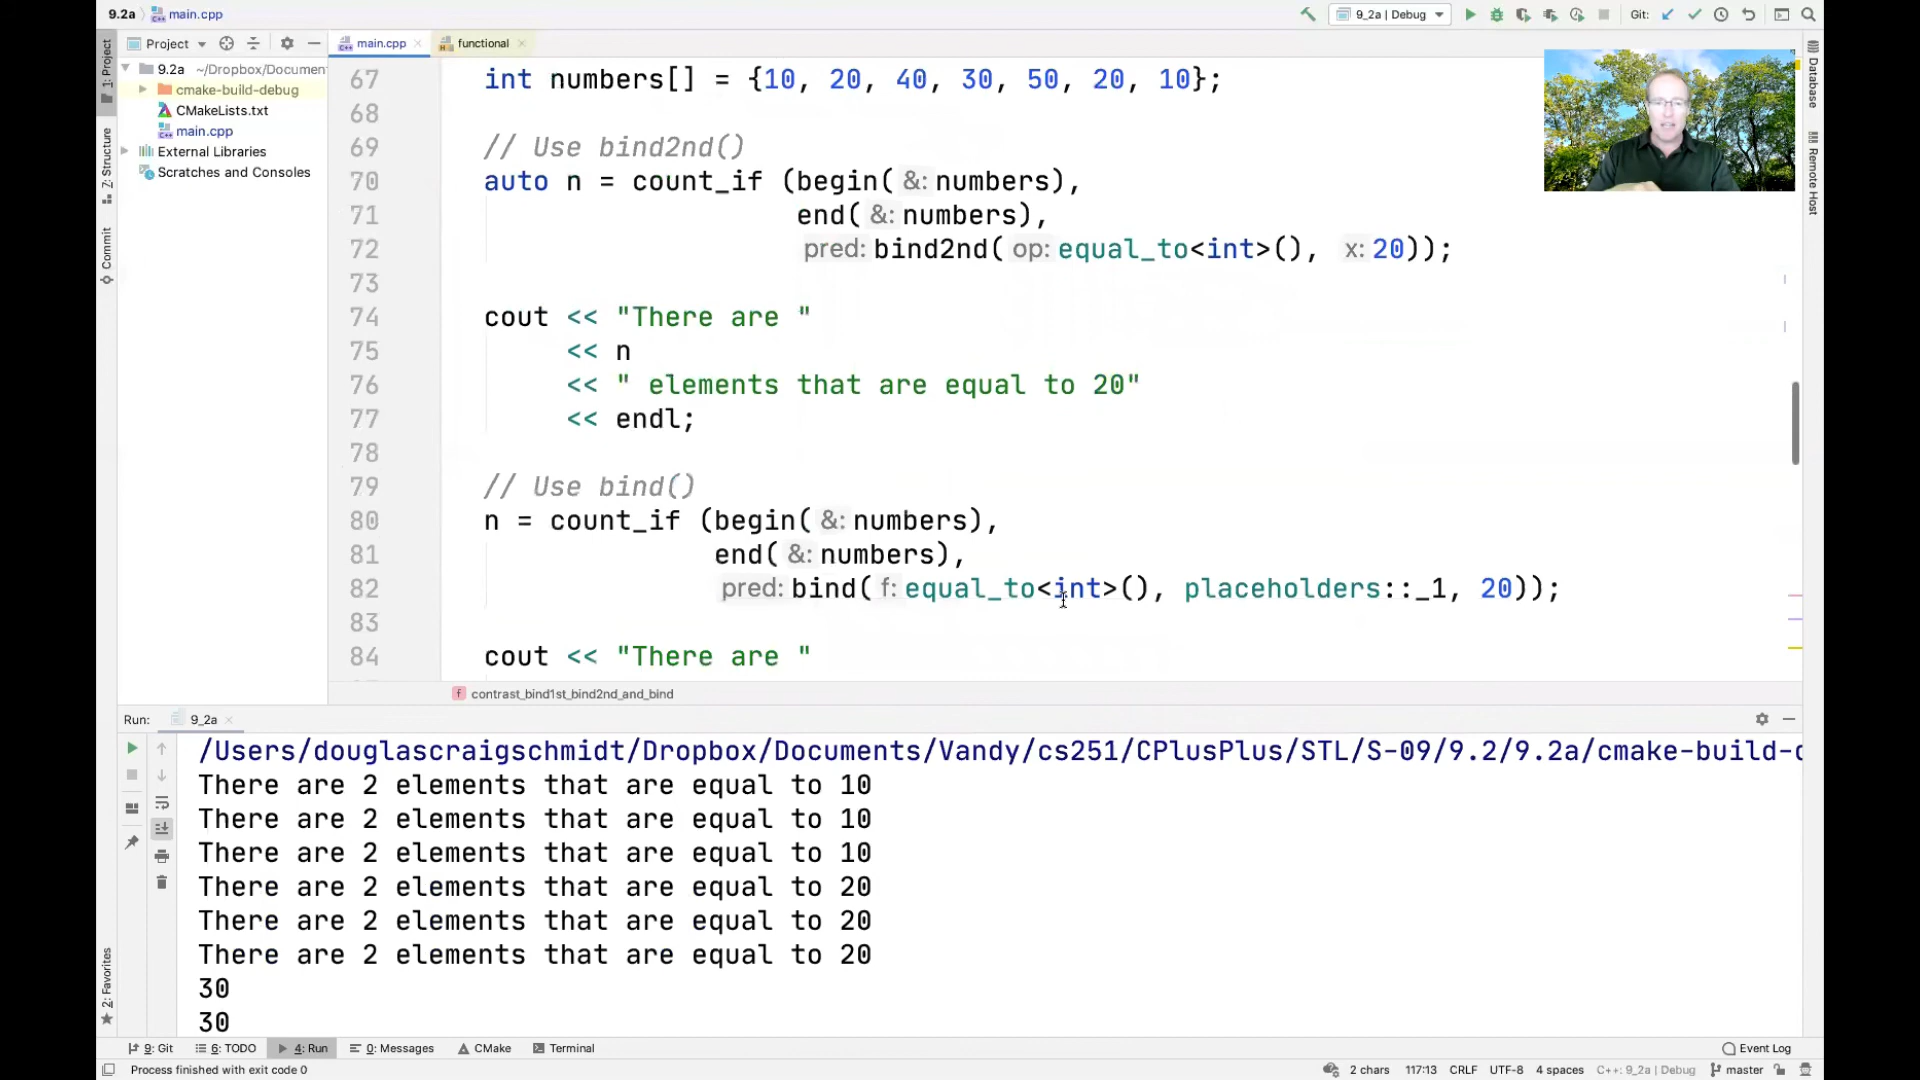 9.2a main.cpp 9_2a | Debug Git:
1: Project Project main.cpp functional Database
9.2a ~/Dropbox/Documen
cmake-build-debug
CMakeLists.txt
main.cpp
External Libraries
Scratches and Consoles
Z: Structure
Commit
Remote Host
67 int numbers[] = {10, 20, 40, 30, 50, 20, 10};
68
69 // Use bind2nd()
70 auto n = count_if (begin( &: numbers),
71 end( &: numbers),
72 pred: bind2nd( op: equal_to<int>(), x: 20));
73
74 cout << "There are "
75 << n
76 << " elements that are equal to 20"
77 << endl;
78
79 // Use bind()
80 n = count_if (begin( &: numbers),
81 end( &: numbers),
82 pred: bind( f: equal_to<int>(), placeholders::_1, 20));
83
84 cout << "There are "
f contrast_bind1st_bind2nd_and_bind
Run: 9_2a
/Users/douglascraigschmidt/Dropbox/Documents/Vandy/cs251/CPlusPlus/STL/S-09/9.2/9.2a/cmake-build-d
There are 2 elements that are equal to 10
There are 2 elements that are equal to 10
There are 2 elements that are equal to 10
There are 2 elements that are equal to 20
There are 2 elements that are equal to 20
There are 2 elements that are equal to 20
30
30
2: Favorites
9: Git 6: TODO 4: Run 0: Messages CMake Terminal Event Log
Process finished with exit code 0 2 chars 117:13 CRLF UTF-8 4 spaces C++: 9_2a | Debug master